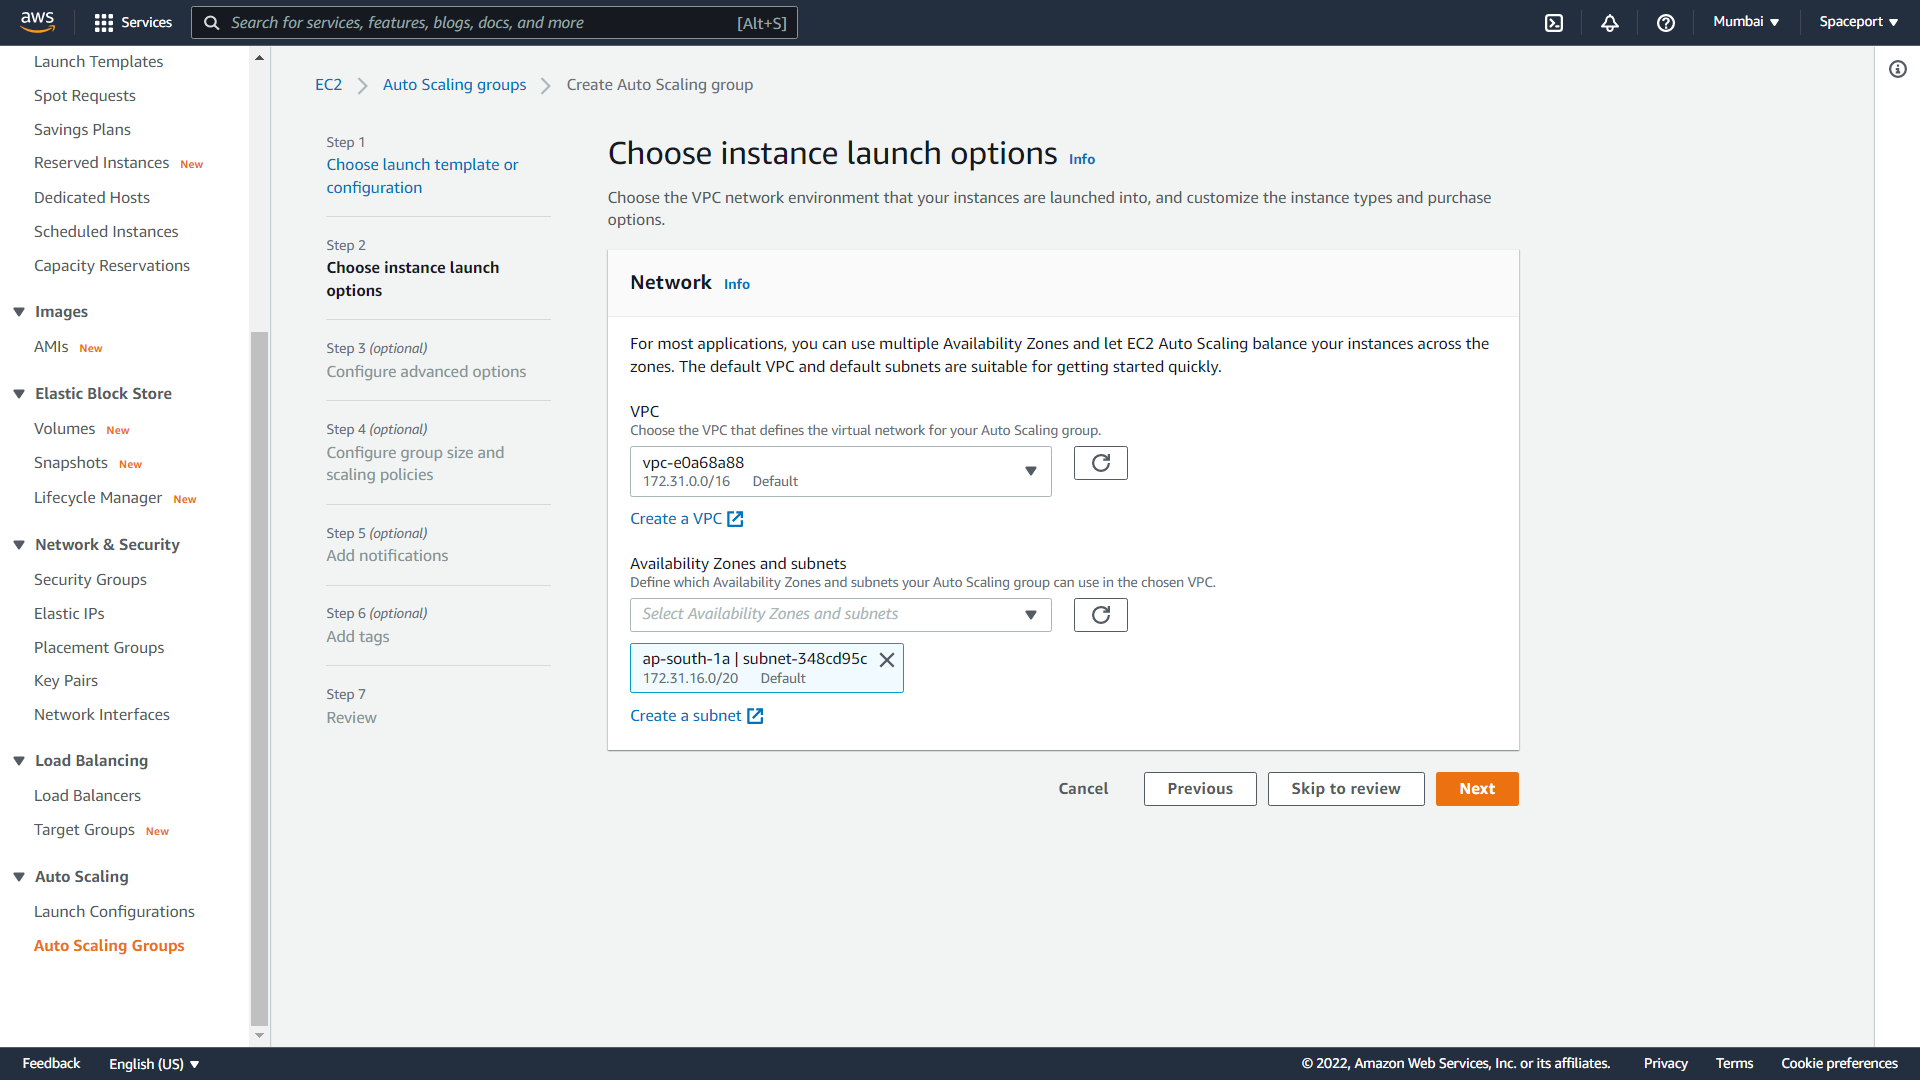 aws
Services
Search for services, features, blogs, docs, and more
[Alt+S]
Mumbai
Spaceport
Launch Templates
Spot Requests
Savings Plans
Reserved Instances New
Dedicated Hosts
Scheduled Instances
Capacity Reservations
Images
AMIs New
Elastic Block Store
Volumes New
Snapshots New
Lifecycle Manager New
Network & Security
Security Groups
Elastic IPs
Placement Groups
Key Pairs
Network Interfaces
Load Balancing
Load Balancers
Target Groups New
Auto Scaling
Launch Configurations
Auto Scaling Groups
EC2
Auto Scaling groups
Create Auto Scaling group
Step 1
Choose launch template or
configuration
Step 2
Choose instance launch
options
Step 3 (optional)
Configure advanced options
Step 4 (optional)
Configure group size and
scaling policies
Step 5 (optional)
Add notifications
Step 6 (optional)
Add tags
Step 7
Review
Choose instance launch options Info
Choose the VPC network environment that your instances are launched into, and customize the instance types and purchase
options.
Network Info
For most applications, you can use multiple Availability Zones and let EC2 Auto Scaling balance your instances across the
zones. The default VPC and default subnets are suitable for getting started quickly.
VPC
Choose the VPC that defines the virtual network for your Auto Scaling group.
vpc-e0a68a88
172.31.0.0/16 Default
Create a VPC
Availability Zones and subnets
Define which Availability Zones and subnets your Auto Scaling group can use in the chosen VPC.
Select Availability Zones and subnets
ap-south-1a | subnet-348cd95c
172.31.16.0/20 Default
Create a subnet
Cancel
Previous
Skip to review
Next
Feedback
English (US)
© 2022, Amazon Web Services, Inc. or its affiliates.
Privacy
Terms
Cookie preferences